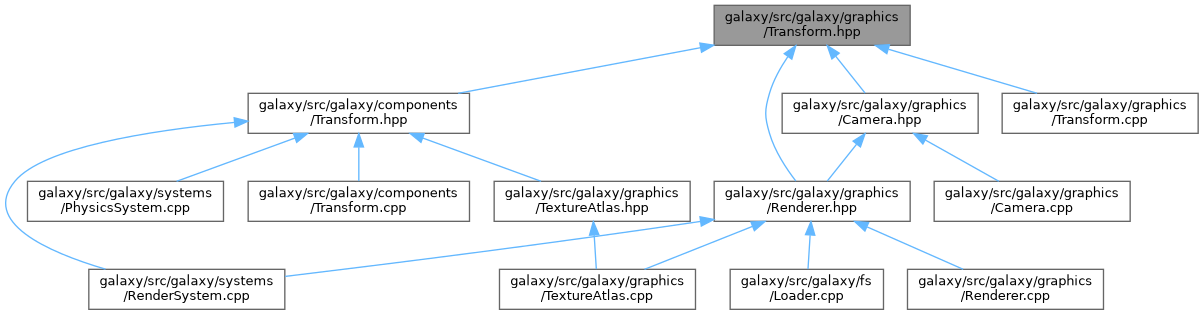 galaxy/src/galaxy/graphics
/Transform.hpp
galaxy/src/galaxy/components
/Transform.hpp
galaxy/src/galaxy/graphics
/Camera.hpp
galaxy/src/galaxy/graphics
/Transform.cpp
galaxy/src/galaxy/systems
/PhysicsSystem.cpp
galaxy/src/galaxy/components
/Transform.cpp
galaxy/src/galaxy/graphics
/TextureAtlas.hpp
galaxy/src/galaxy/graphics
/Renderer.hpp
galaxy/src/galaxy/graphics
/Camera.cpp
galaxy/src/galaxy/systems
/RenderSystem.cpp
galaxy/src/galaxy/graphics
/TextureAtlas.cpp
galaxy/src/galaxy/fs
/Loader.cpp
galaxy/src/galaxy/graphics
/Renderer.cpp